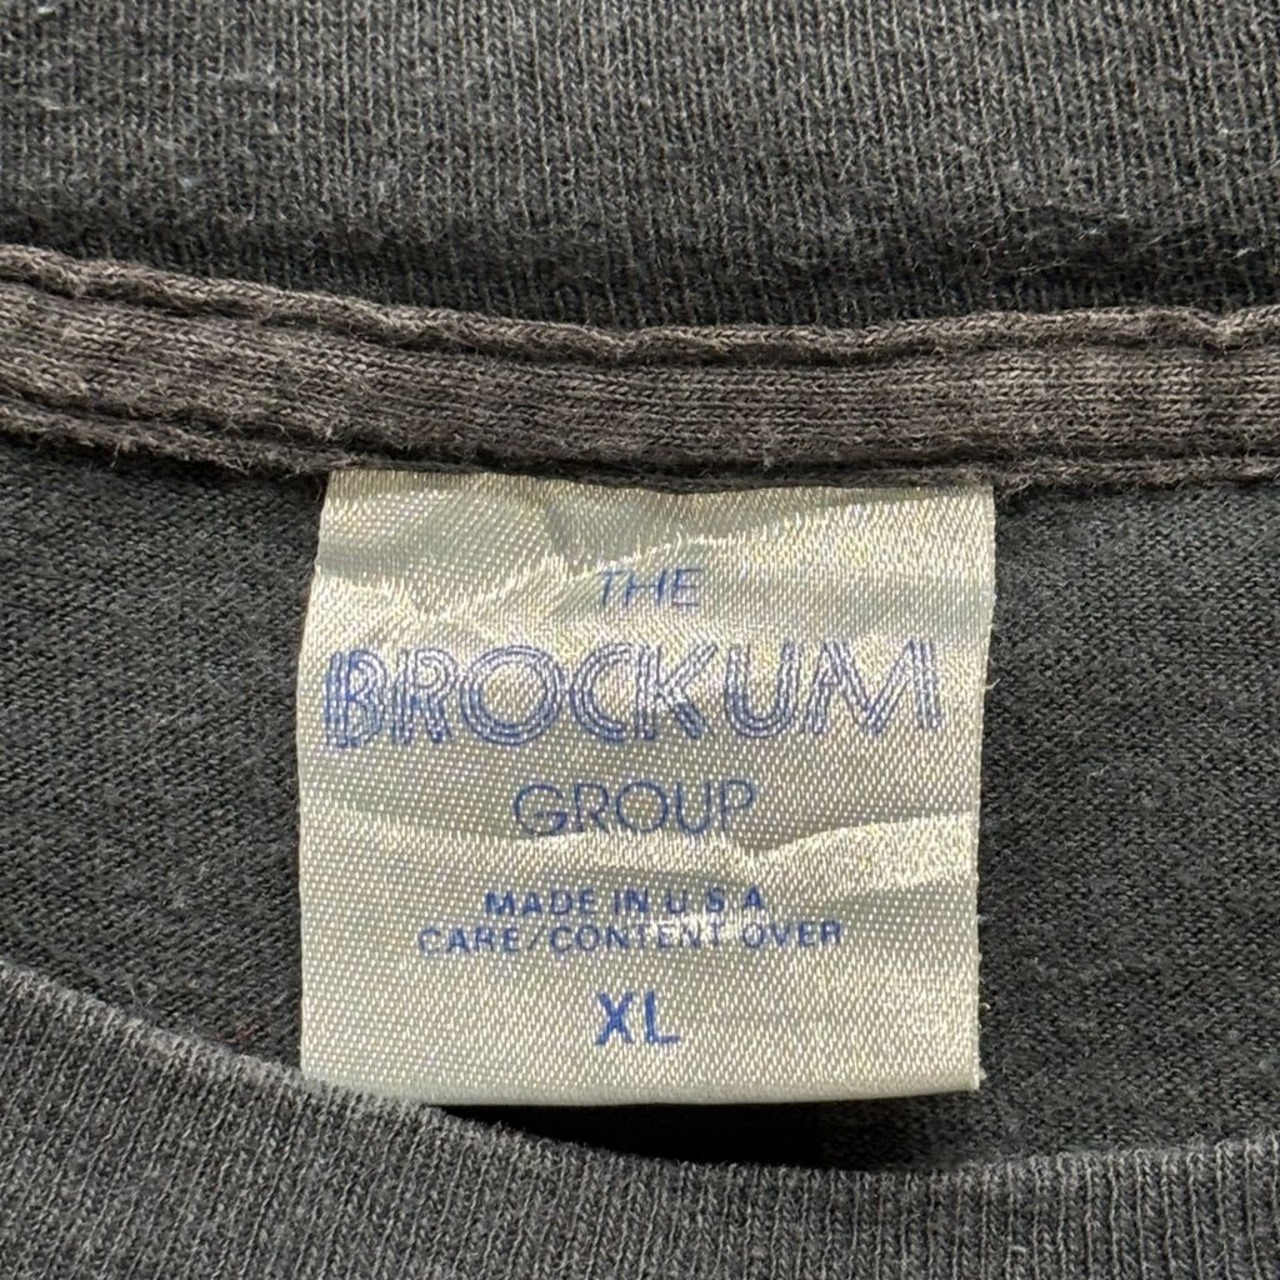 THE
BROCKUM
GROUP
MADE IN U.S.A.
CARE/CONTENT OVER
XL